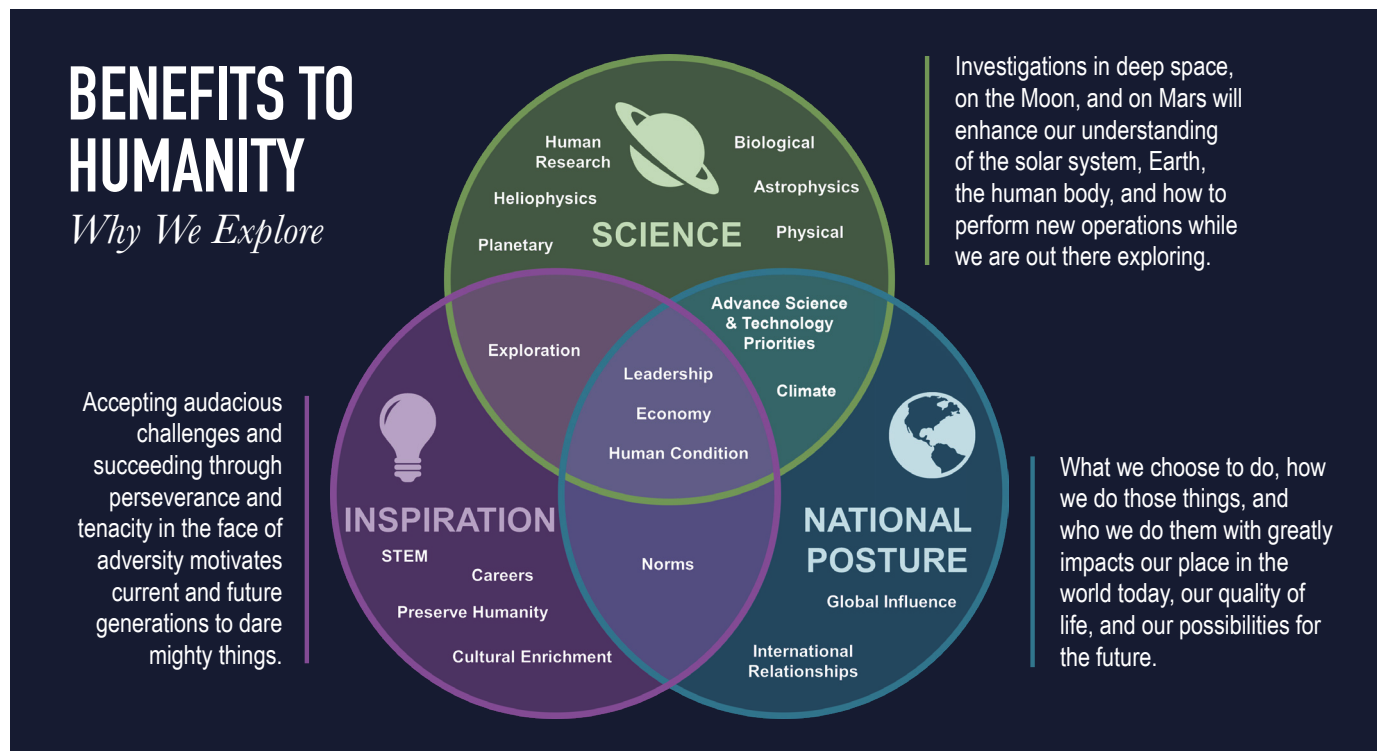 BENEFITS TO
HUMANITY
Why We Explore
Investigations in deep space,
on the Moon, and on Mars will
enhance our understanding
of the solar system, Earth,
the human body, and how to
perform new operations while
we are out there exploring.
Human
Research
Biological
Heliophysics
Astrophysics
Planetary
SCIENCE
Physical
Exploration
Advance Science
& Technology
Priorities
Climate
Leadership
Economy
Human Condition
Accepting audacious
challenges and
succeeding through
perseverance and
tenacity in the face of
adversity motivates
current and future
generations to dare
mighty things.
INSPIRATION
STEM
Careers
Preserve Humanity
Cultural Enrichment
Norms
NATIONAL
POSTURE
Global Influence
International
Relationships
What we choose to do, how
we do those things, and
who we do them with greatly
impacts our place in the
world today, our quality of
life, and our possibilities for
the future.